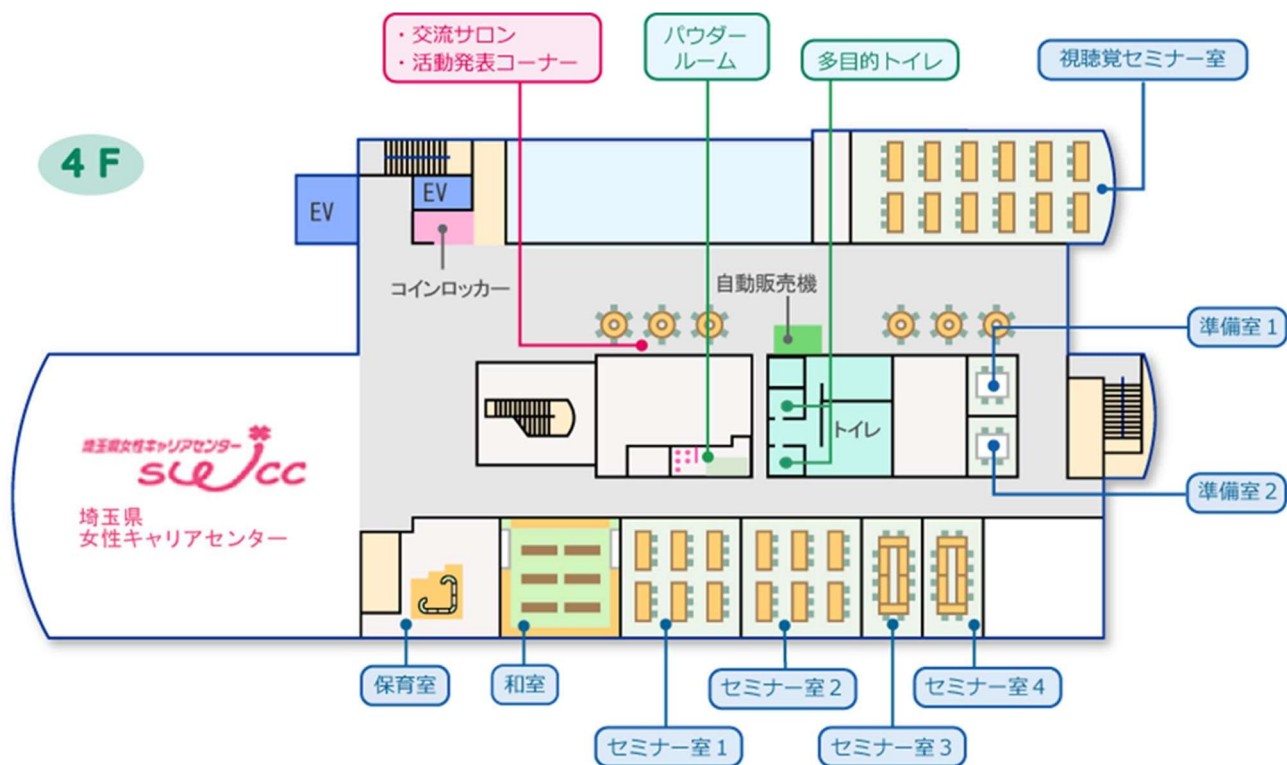 ・交流サロン
・活動発表コーナー
パウダー
ルーム
多目的トイレ
視聴覚セミナー室
4F
EV
EV
コインロッカー
自動販売機
準備室1
トイレ
埼玉県女性キャリアセンター
swicc
埼玉県
女性キャリアセンター
準備室2
保育室
和室
セミナー室1
セミナー室2
セミナー室3
セミナー室4